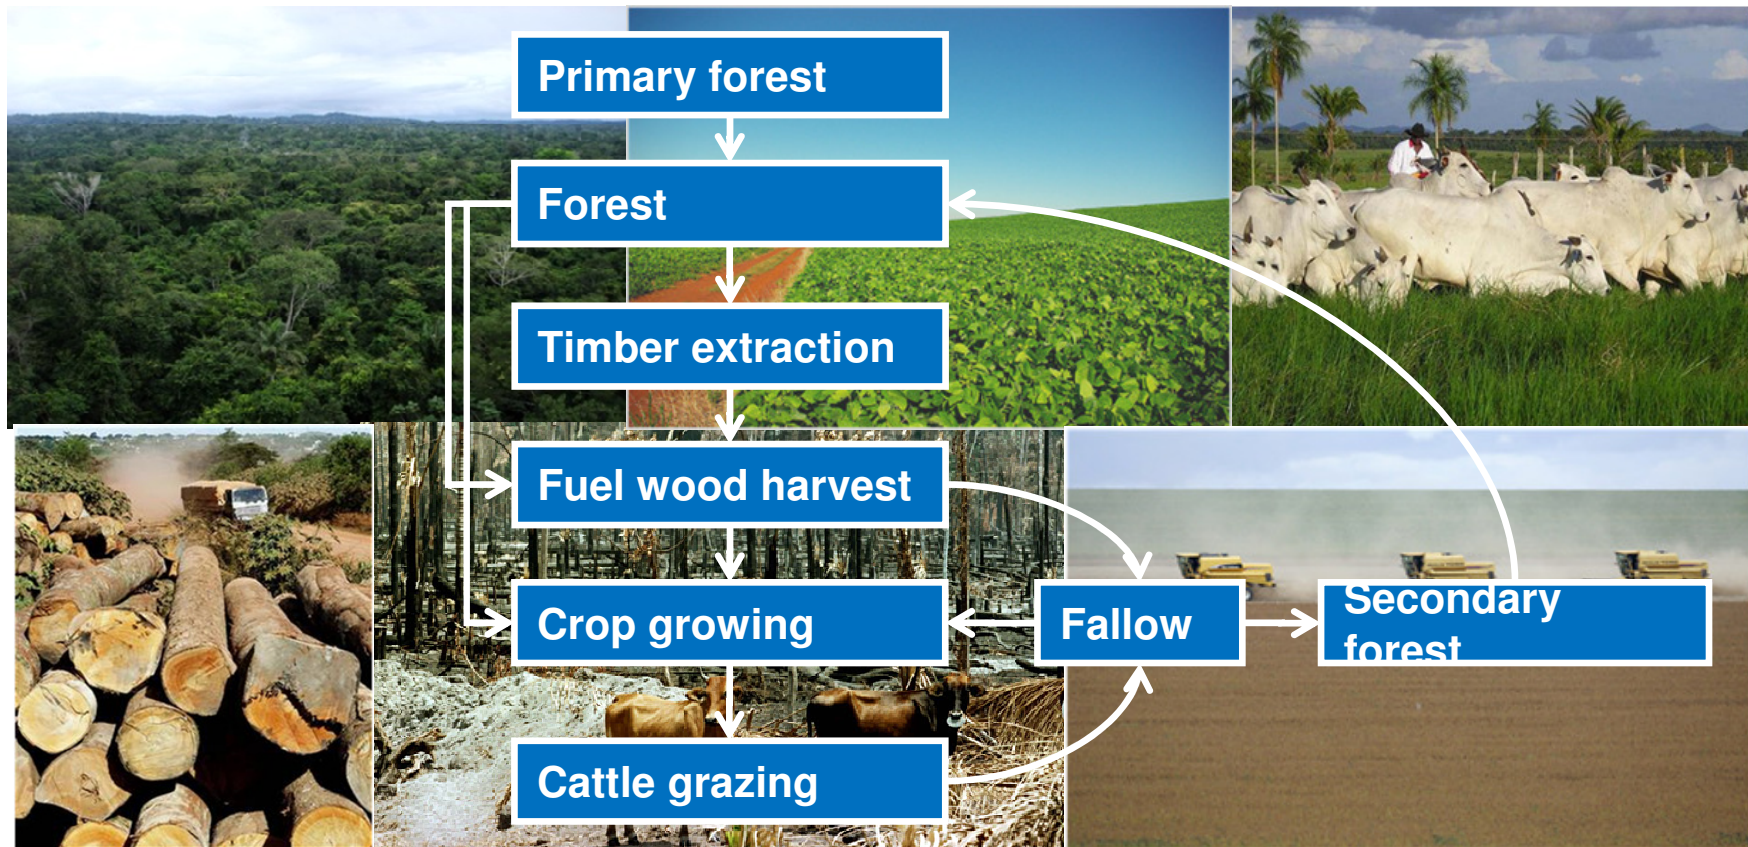 Primary forest
Forest
Timber extraction
Fuel wood harvest
Crop growing
Fallow
Secondary
forest
Cattle grazing